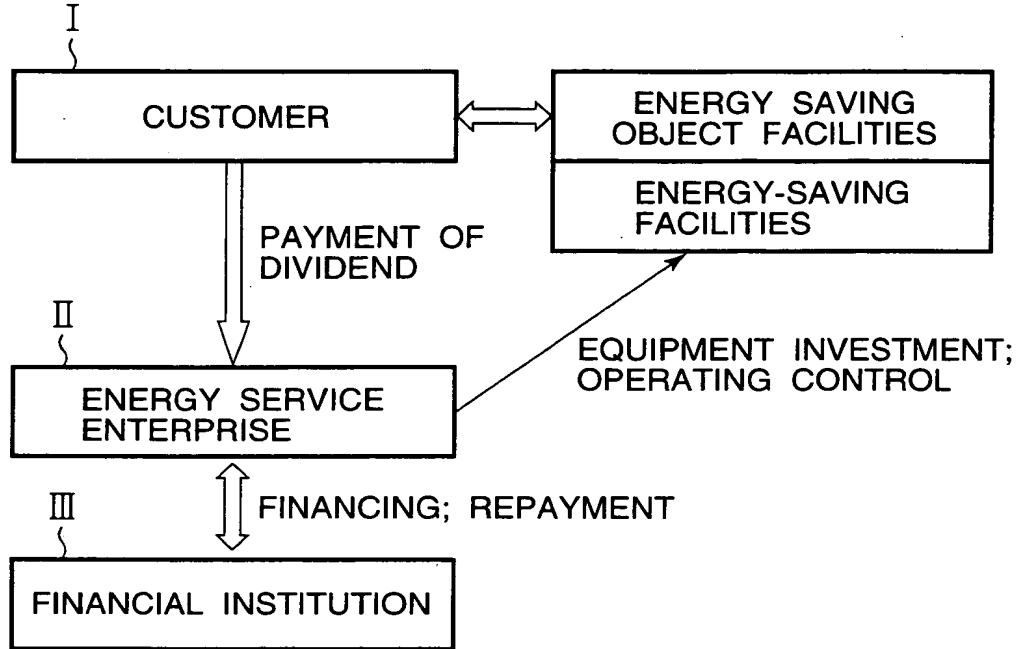 I
CUSTOMER
ENERGY SAVING
OBJECT FACILITIES
ENERGY-SAVING
FACILITIES
PAYMENT OF
DIVIDEND
II
EQUIPMENT INVESTMENT;
OPERATING CONTROL
ENERGY SERVICE
ENTERPRISE
FINANCING; REPAYMENT
III
FINANCIAL INSTITUTION